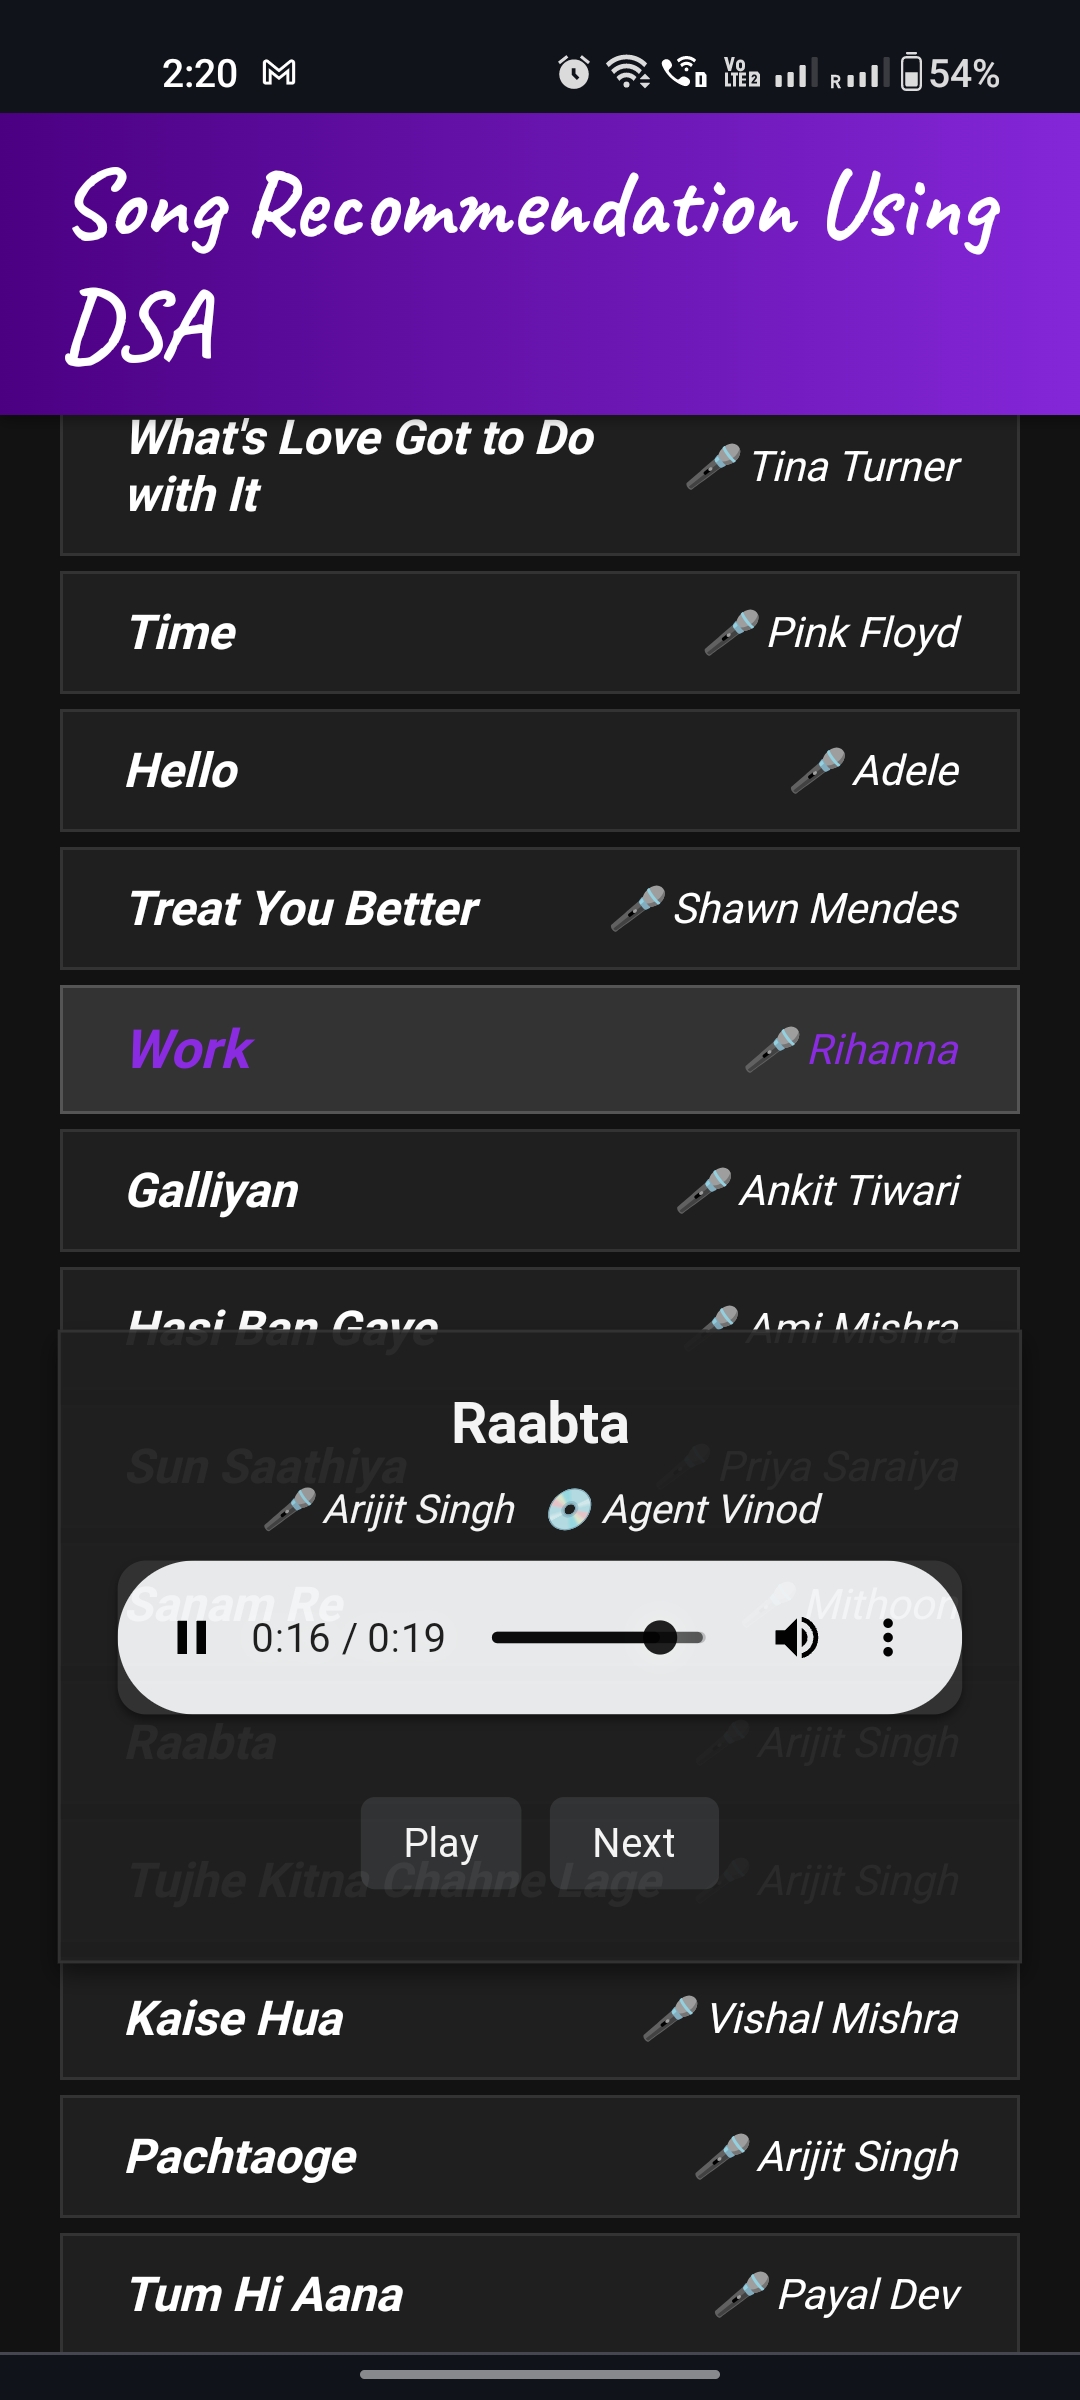 2:20 Vo LTE2 R 54%
Song Recommendation Using
DSA
What's Love Got to Do
with It
Tina Turner
Time Pink Floyd
Hello Adele
Treat You Better Shawn Mendes
Work Rihanna
Galliyan Ankit Tiwari
Hasi Ban Gaye Ami Mishra
Raabta
Sun Saathiya Priya Saraiya
Arijit Singh Agent Vinod
Sanam Re Mithoon
0:16 / 0:19
Raabta Arijit Singh
Play Next
Tujhe Kitna Chahne Lage Arijit Singh
Kaise Hua Vishal Mishra
Pachtaoge Arijit Singh
Tum Hi Aana Payal Dev